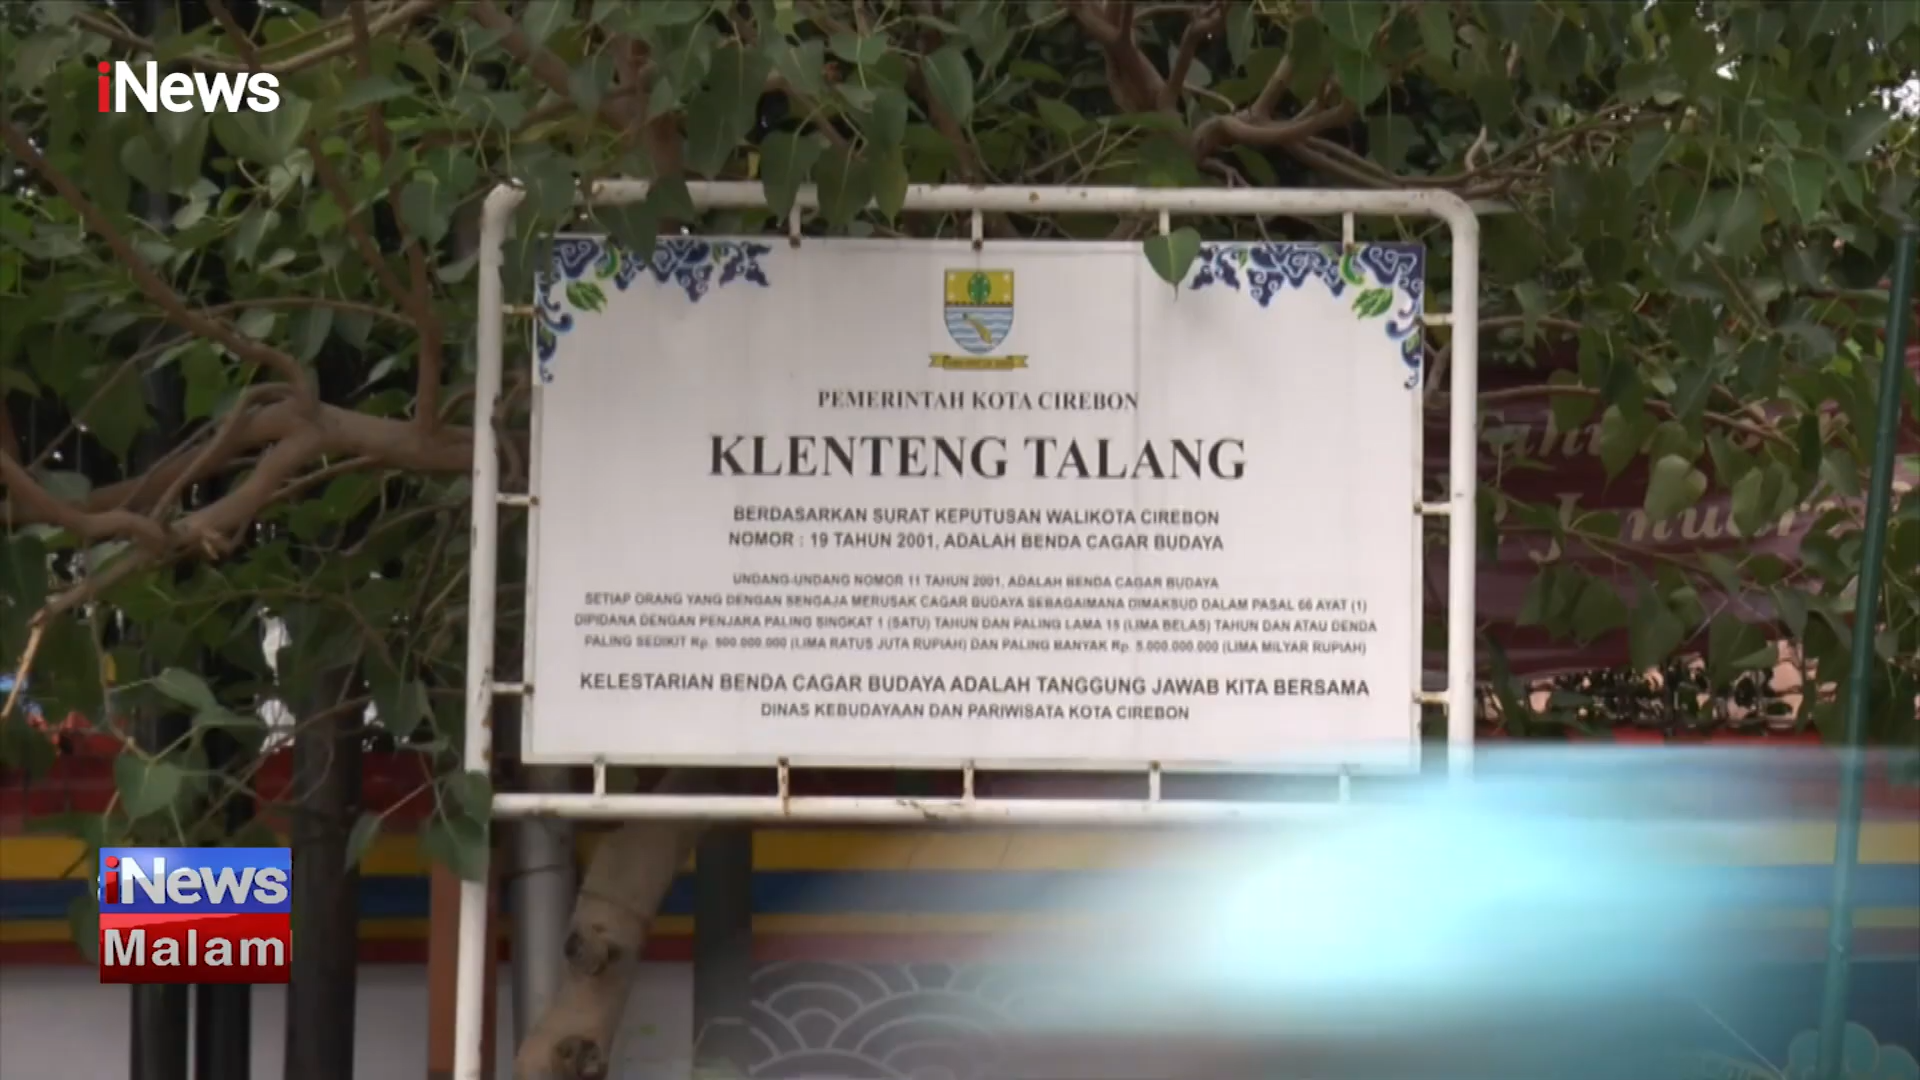 iNews
PEMERINTAH KOTA CIREBON
KLENTENG TALANG
BERDASARKAN SURAT KEPUTUSAN WALIKOTA CIREBON
NOMOR : 19 TAHUN 2001, ADALAH BENDA CAGAR BUDAYA
UNDANG-UNDANG NOMOR 11 TAHUN 2001, ADALAH BENDA CAGAR BUDAYA
SETIAP ORANG YANG DENGAN SENGAJA MERUSAK CAGAR BUDAYA SEBAGAIMANA DIMAKSUD DALAM PASAL 66 AYAT (1)
DIPIDANA DENGAN PENJARA PALING SINGKAT 1 (SATU) TAHUN DAN PALING LAMA 15 (LIMA BELAS) TAHUN DAN ATAU DENDA
PALING SEDIKIT Rp. 500.000.000 (LIMA RATUS JUTA RUPIAH) DAN PALING BANYAK Rp. 5.000.000.000 (LIMA MILYAR RUPIAH)
KELESTARIAN BENDA CAGAR BUDAYA ADALAH TANGGUNG JAWAB KITA BERSAMA
DINAS KEBUDAYAAN DAN PARIWISATA KOTA CIREBON
iNews
Malam